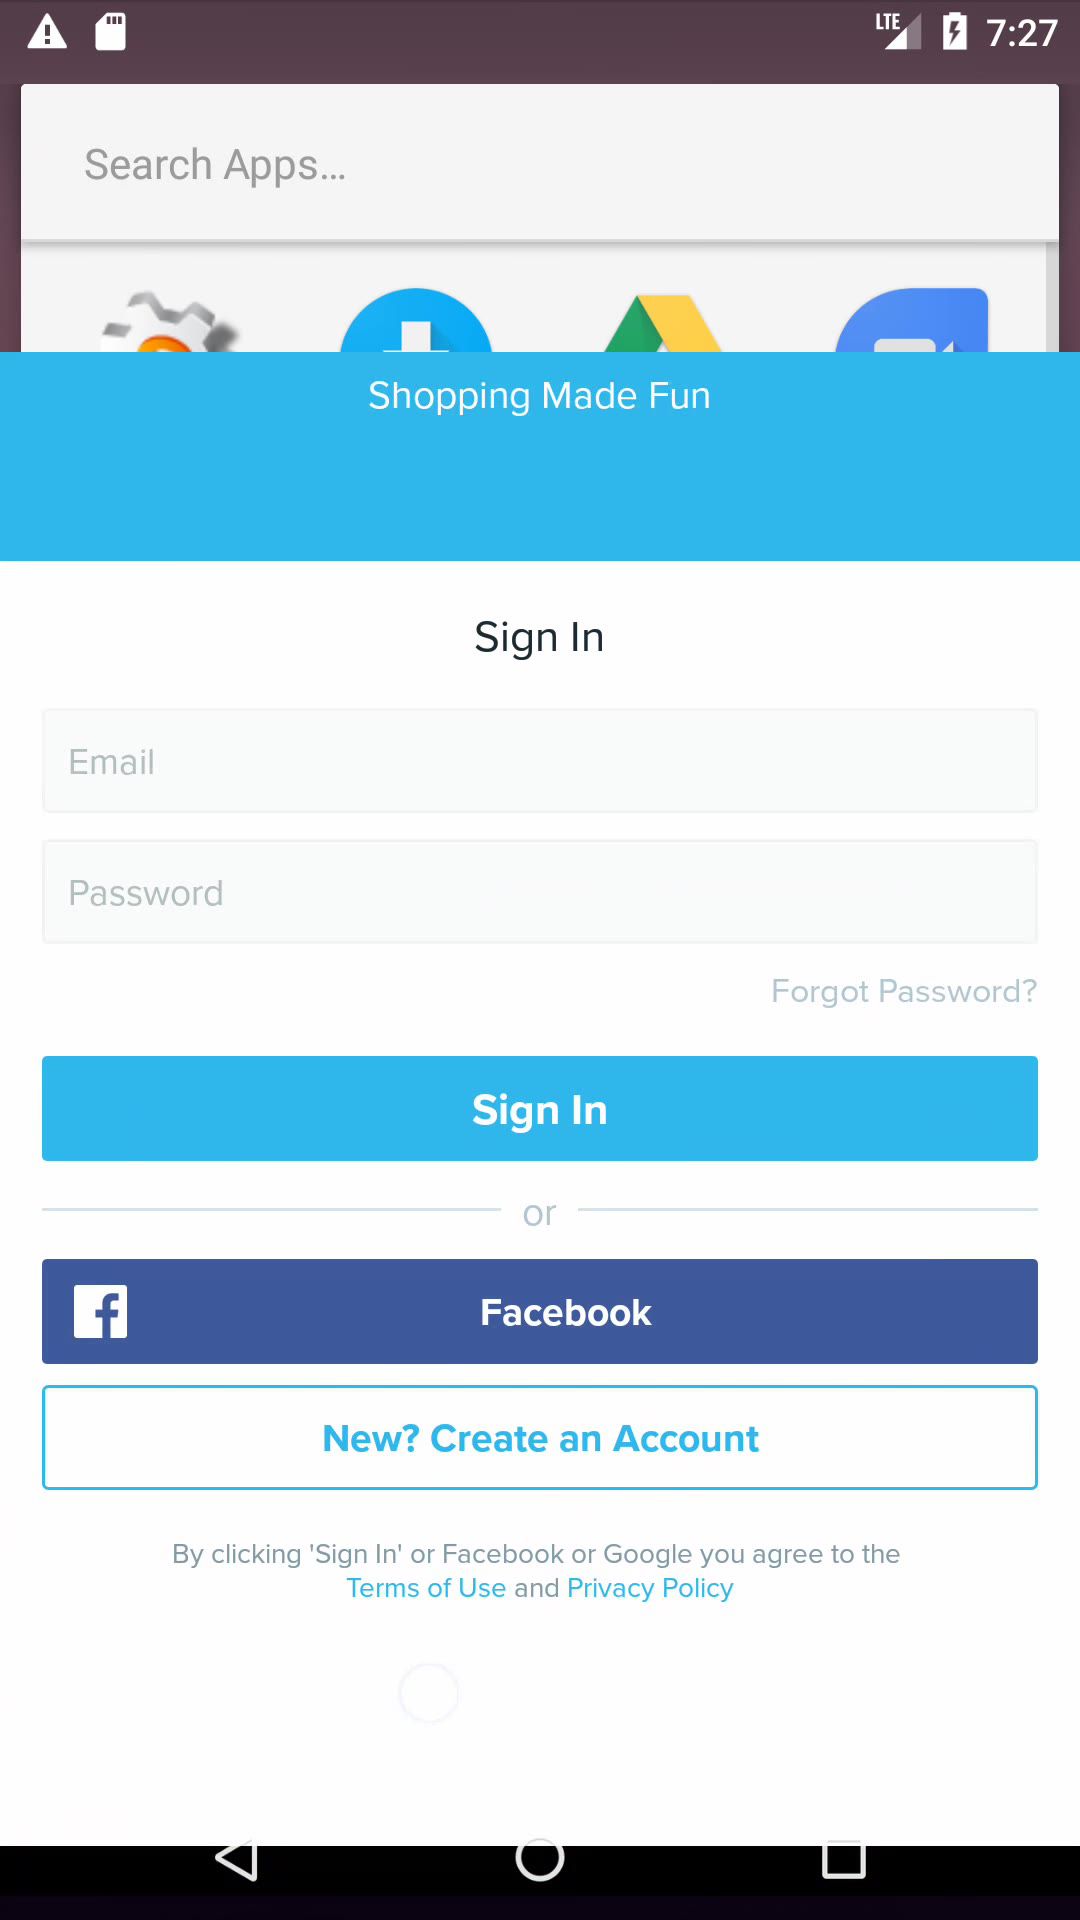 LTE 7:27
Search Apps...
Shopping Made Fun
Sign In
Email
Password
Forgot Password?
Sign In
or
Facebook
New? Create an Account
By clicking 'Sign In' or Facebook or Google you agree to the
Terms of Use and Privacy Policy